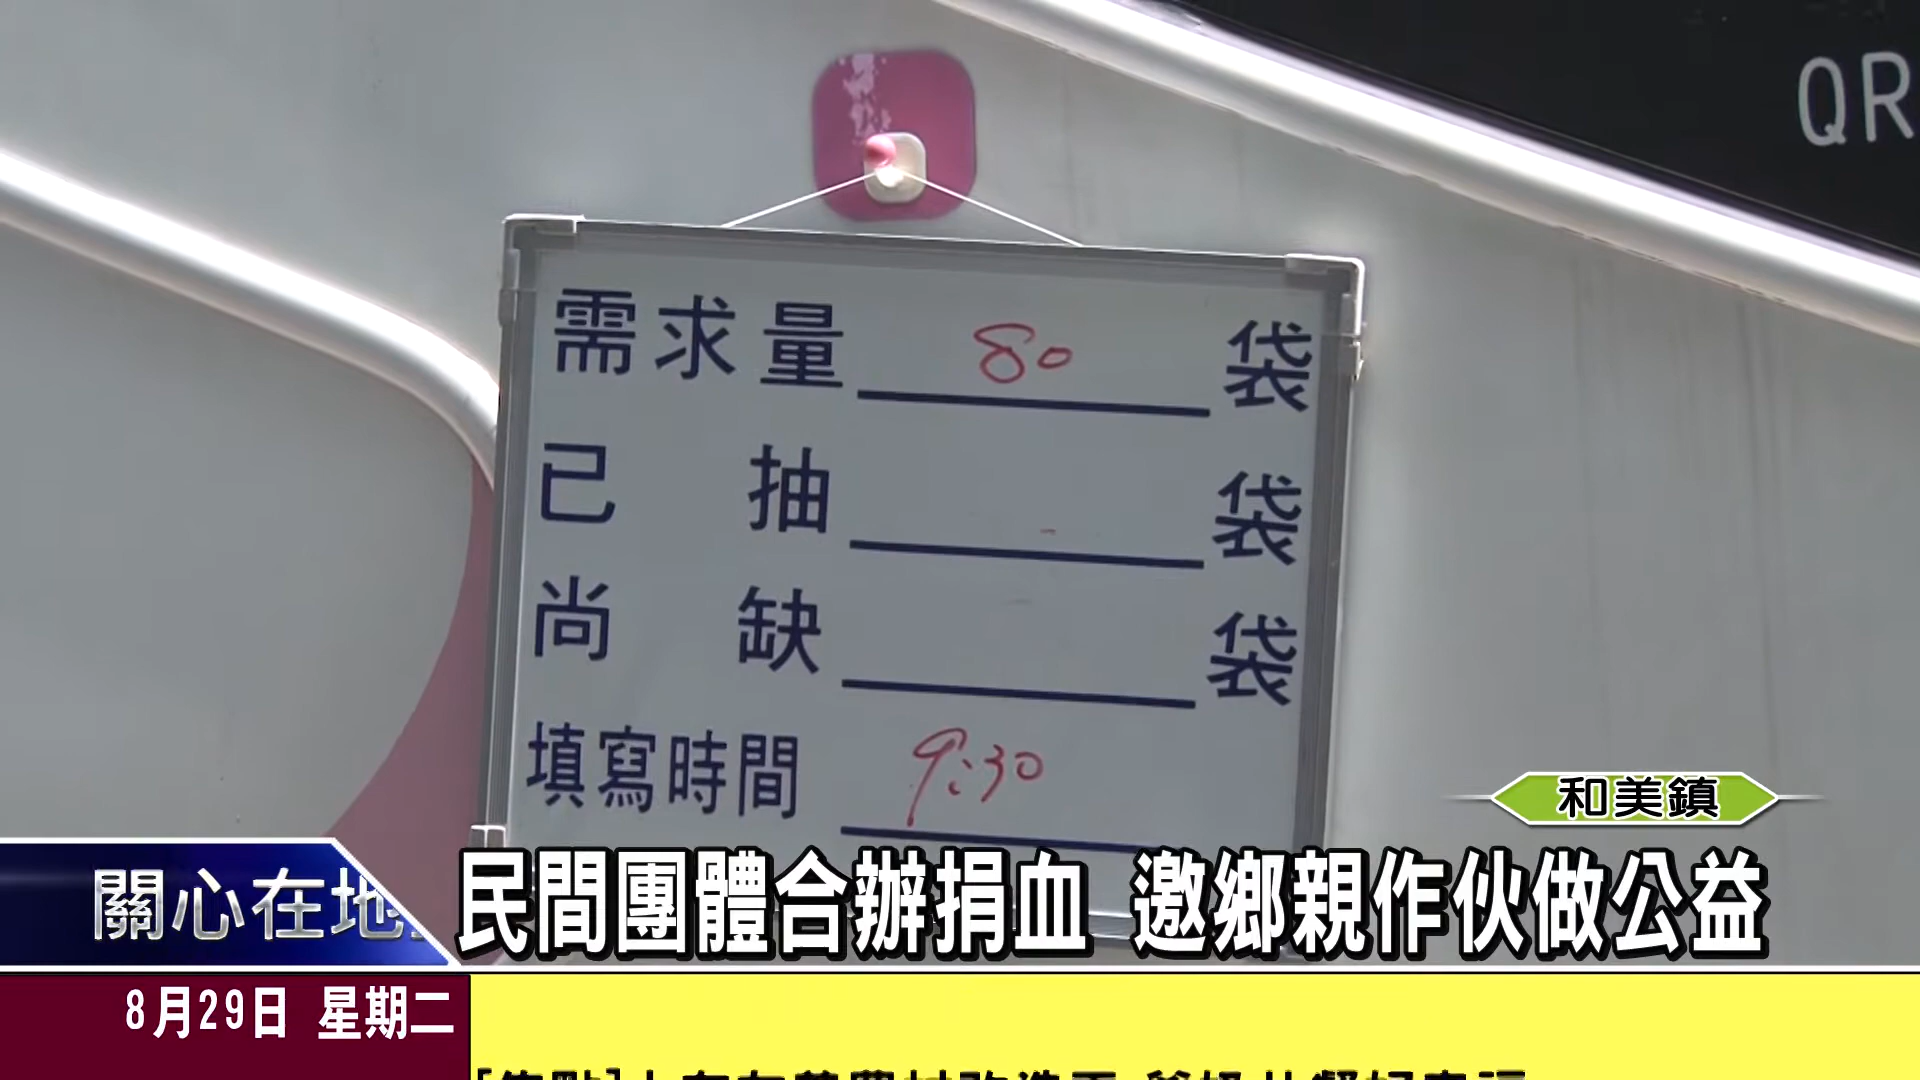 QR
需求量 80 袋
已 抽 袋
尚 缺 袋
填寫時間 9:30
和美鎮
關心在地
民間團體合辦捐血 邀鄉親作伙做公益
8月29日 星期二